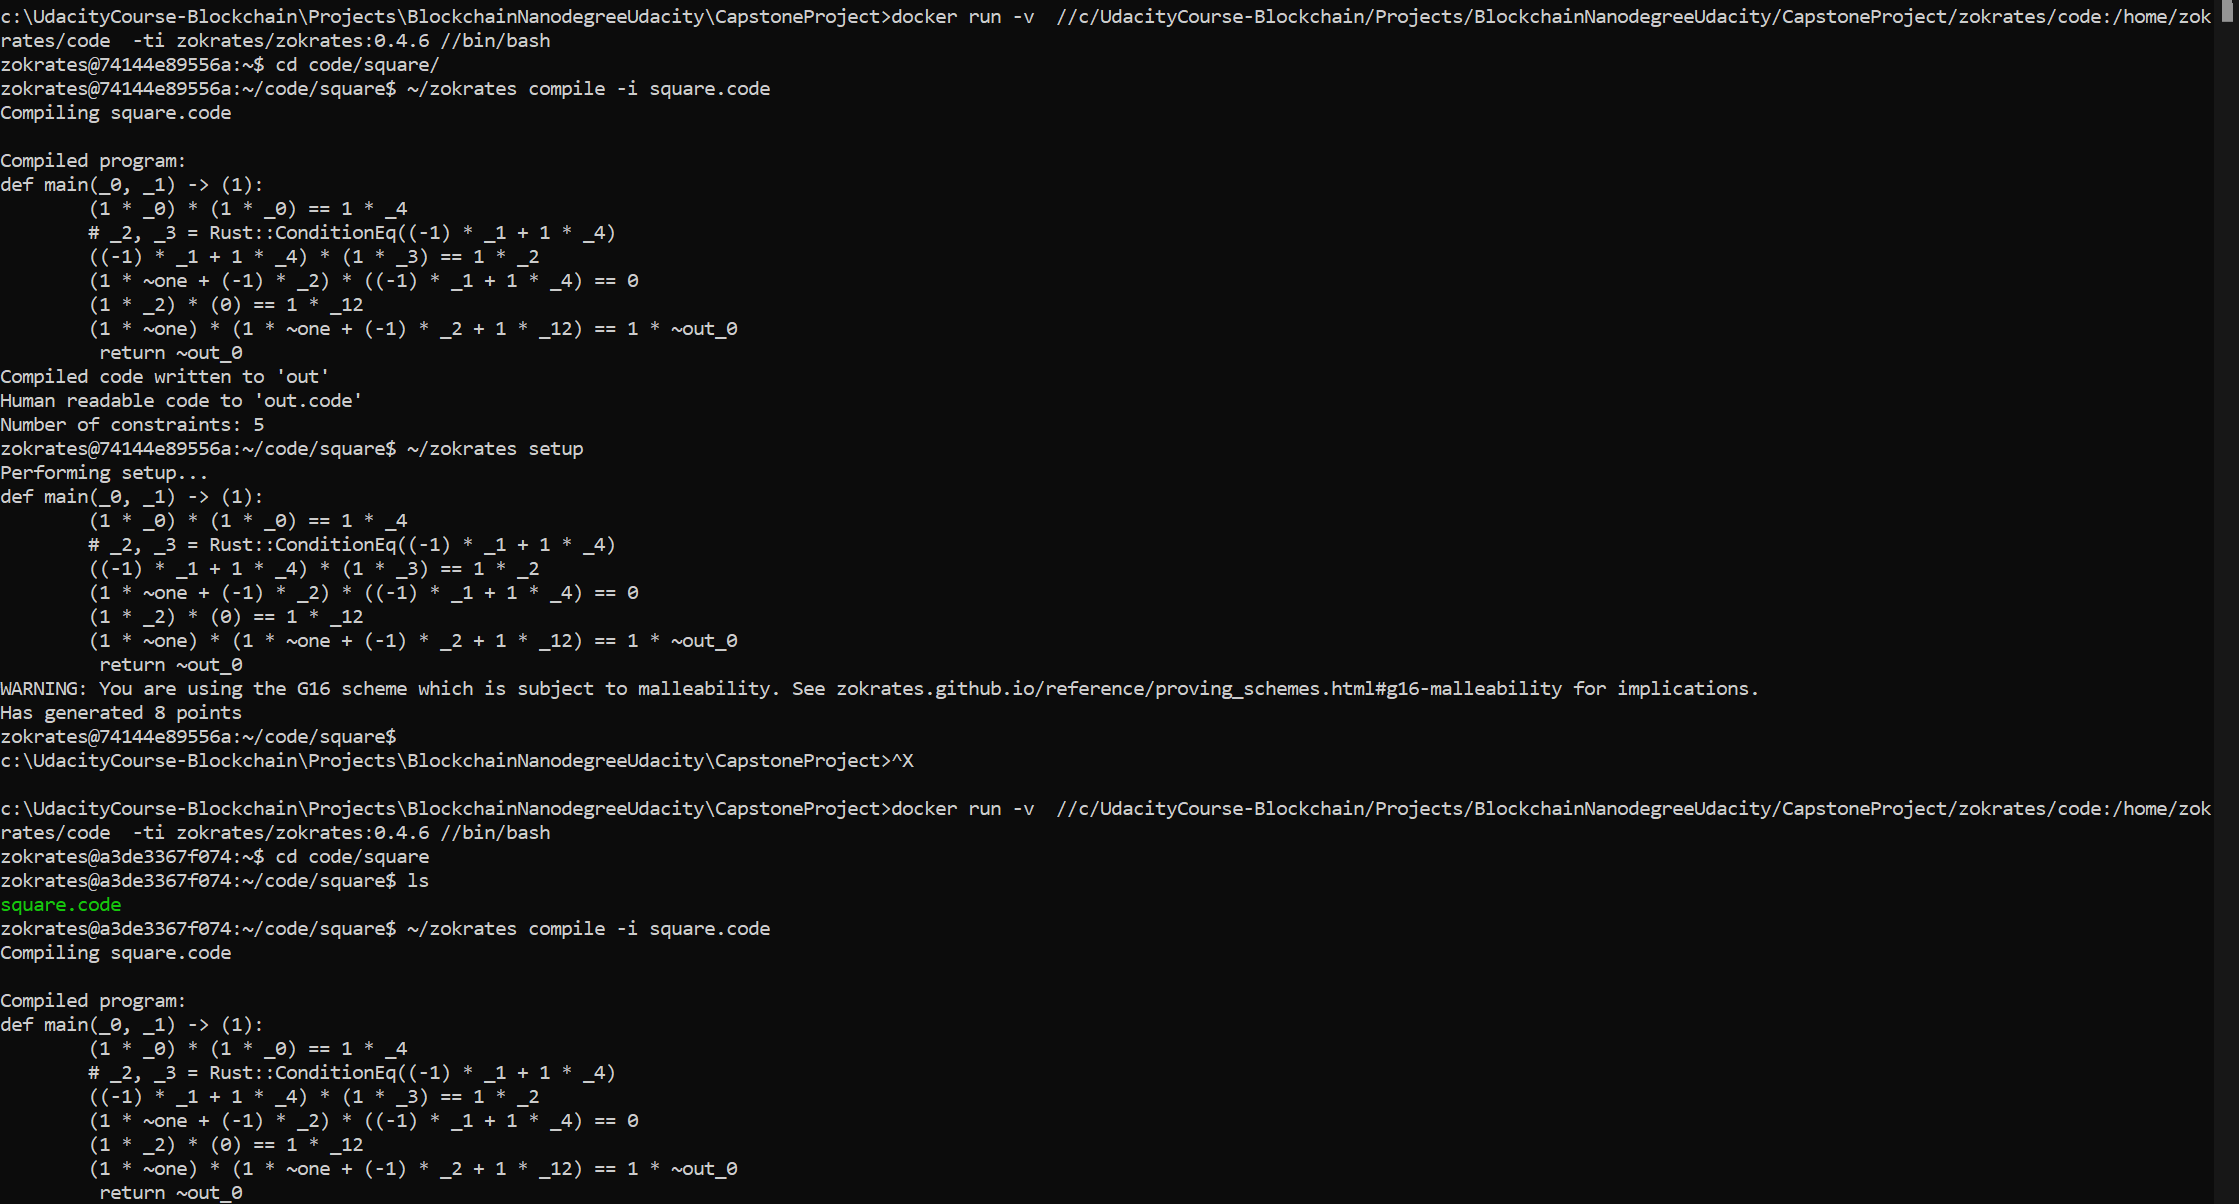 c:\UdacityCourse-Blockchain\Projects\BlockchainNanodegreeUdacity\CapstoneProject>docker run -v  //c/UdacityCourse-Blockchain/Projects/BlockchainNanodegreeUdacity/CapstoneProject/zokrates/code:/home/zok
rates/code  -ti zokrates/zokrates:0.4.6 //bin/bash
zokrates@74144e89556a:~$ cd code/square/
zokrates@74144e89556a:~/code/square$ ~/zokrates compile -i square.code
Compiling square.code

Compiled program:
def main(_0, _1) -> (1):
        (1 * _0) * (1 * _0) == 1 * _4
        # _2, _3 = Rust::ConditionEq((-1) * _1 + 1 * _4)
        ((-1) * _1 + 1 * _4) * (1 * _3) == 1 * _2
        (1 * ~one + (-1) * _2) * ((-1) * _1 + 1 * _4) == 0
        (1 * _2) * (0) == 1 * _12
        (1 * ~one) * (1 * ~one + (-1) * _2 + 1 * _12) == 1 * ~out_0
         return ~out_0
Compiled code written to 'out'
Human readable code to 'out.code'
Number of constraints: 5
zokrates@74144e89556a:~/code/square$ ~/zokrates setup
Performing setup...
def main(_0, _1) -> (1):
        (1 * _0) * (1 * _0) == 1 * _4
        # _2, _3 = Rust::ConditionEq((-1) * _1 + 1 * _4)
        ((-1) * _1 + 1 * _4) * (1 * _3) == 1 * _2
        (1 * ~one + (-1) * _2) * ((-1) * _1 + 1 * _4) == 0
        (1 * _2) * (0) == 1 * _12
        (1 * ~one) * (1 * ~one + (-1) * _2 + 1 * _12) == 1 * ~out_0
         return ~out_0
WARNING: You are using the G16 scheme which is subject to malleability. See zokrates.github.io/reference/proving_schemes.html#g16-malleability for implications.
Has generated 8 points
zokrates@74144e89556a:~/code/square$
c:\UdacityCourse-Blockchain\Projects\BlockchainNanodegreeUdacity\CapstoneProject>^X

c:\UdacityCourse-Blockchain\Projects\BlockchainNanodegreeUdacity\CapstoneProject>docker run -v  //c/UdacityCourse-Blockchain/Projects/BlockchainNanodegreeUdacity/CapstoneProject/zokrates/code:/home/zok
rates/code  -ti zokrates/zokrates:0.4.6 //bin/bash
zokrates@a3de3367f074:~$ cd code/square
zokrates@a3de3367f074:~/code/square$ ls
square.code
zokrates@a3de3367f074:~/code/square$ ~/zokrates compile -i square.code
Compiling square.code

Compiled program:
def main(_0, _1) -> (1):
        (1 * _0) * (1 * _0) == 1 * _4
        # _2, _3 = Rust::ConditionEq((-1) * _1 + 1 * _4)
        ((-1) * _1 + 1 * _4) * (1 * _3) == 1 * _2
        (1 * ~one + (-1) * _2) * ((-1) * _1 + 1 * _4) == 0
        (1 * _2) * (0) == 1 * _12
        (1 * ~one) * (1 * ~one + (-1) * _2 + 1 * _12) == 1 * ~out_0
         return ~out_0